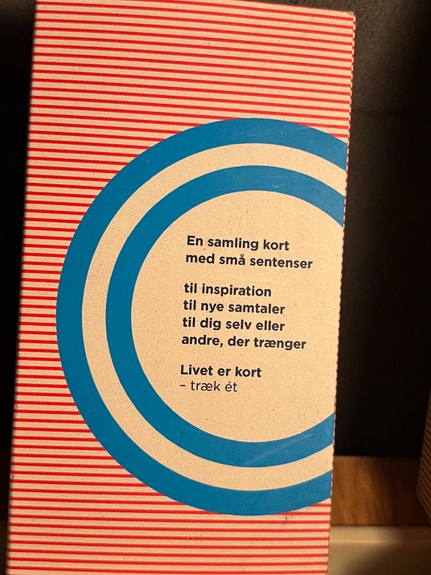 En samling kort
med små sentenser
til inspiration
til nye samtaler
til dig selv eller
andre, der trænger
Livet er kort
– træk ét